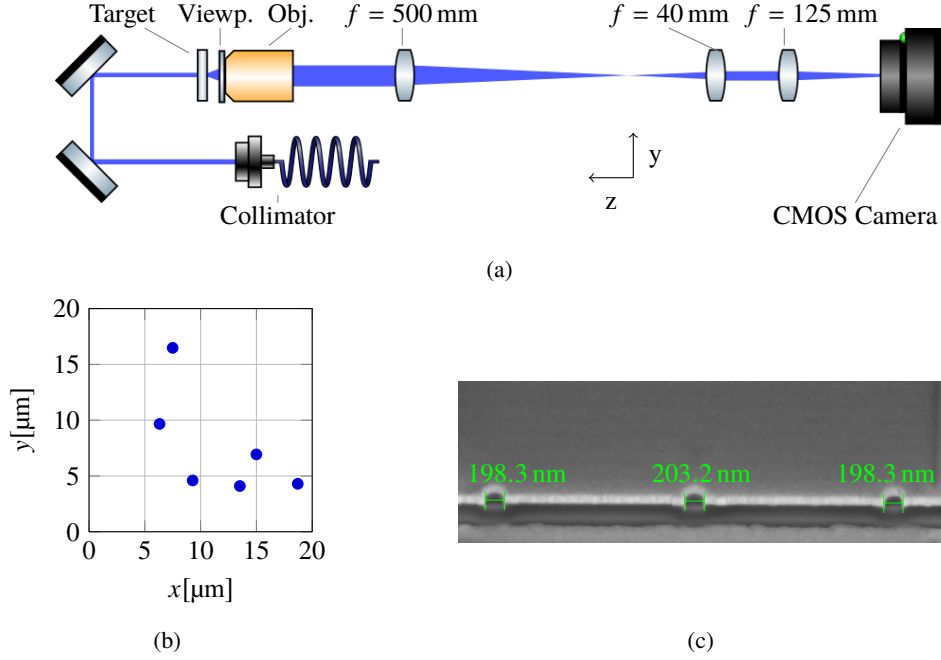 Target Viewp. Obj. f = 500 mm f = 40 mm f = 125 mm
y
z
Collimator
CMOS Camera
(a)
20
15
10
5
0
y[µm]
0 5 10 15 20
x[µm]
(b)
198.3 nm 203.2 nm 198.3 nm
(c)